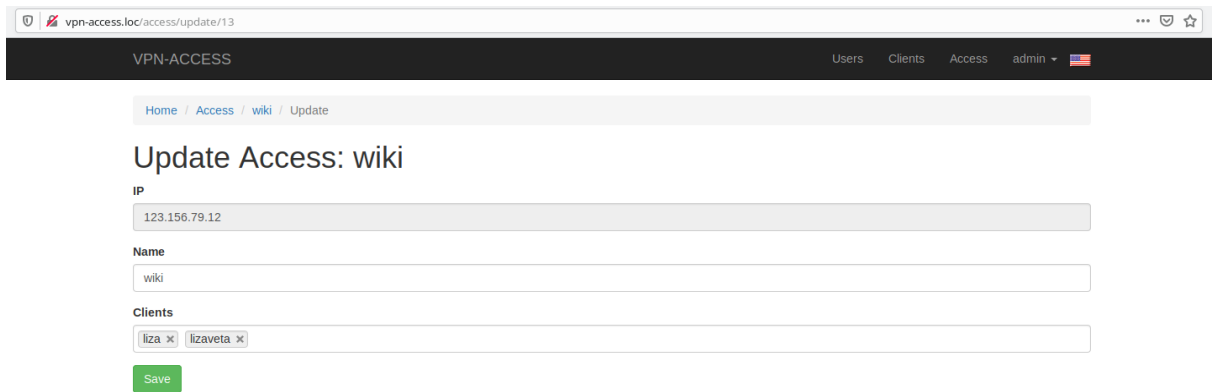 vpn-access.loc/access/update/13
VPN-ACCESS Users Clients Access admin
Home / Access / wiki / Update
Update Access: wiki
IP
123.156.79.12
Name
wiki
Clients
liza × lizaveta ×
Save